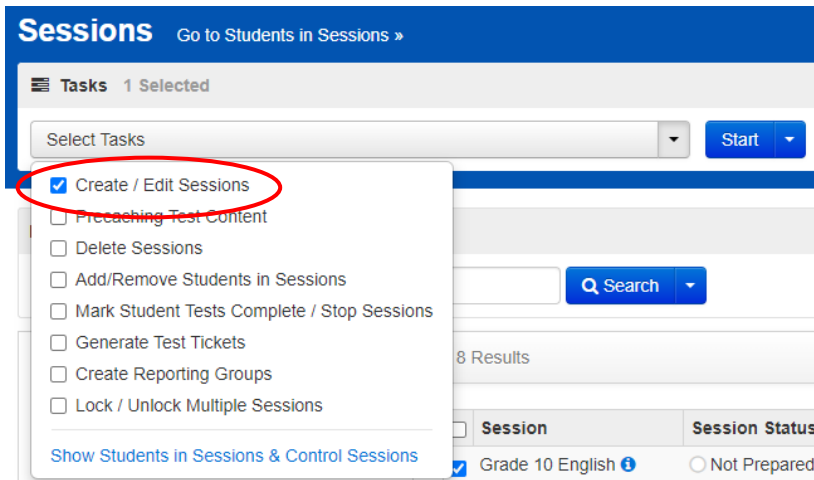 Sessions Go to Students in Sessions »
Tasks 1 Selected
Select Tasks Start
Create / Edit Sessions
Precaching Test Content
Delete Sessions
Add/Remove Students in Sessions
Search
Mark Student Tests Complete / Stop Sessions
Generate Test Tickets
8 Results
Create Reporting Groups
Lock / Unlock Multiple Sessions
Session Session Status
Show Students in Sessions & Control Sessions
Grade 10 English Not Prepared